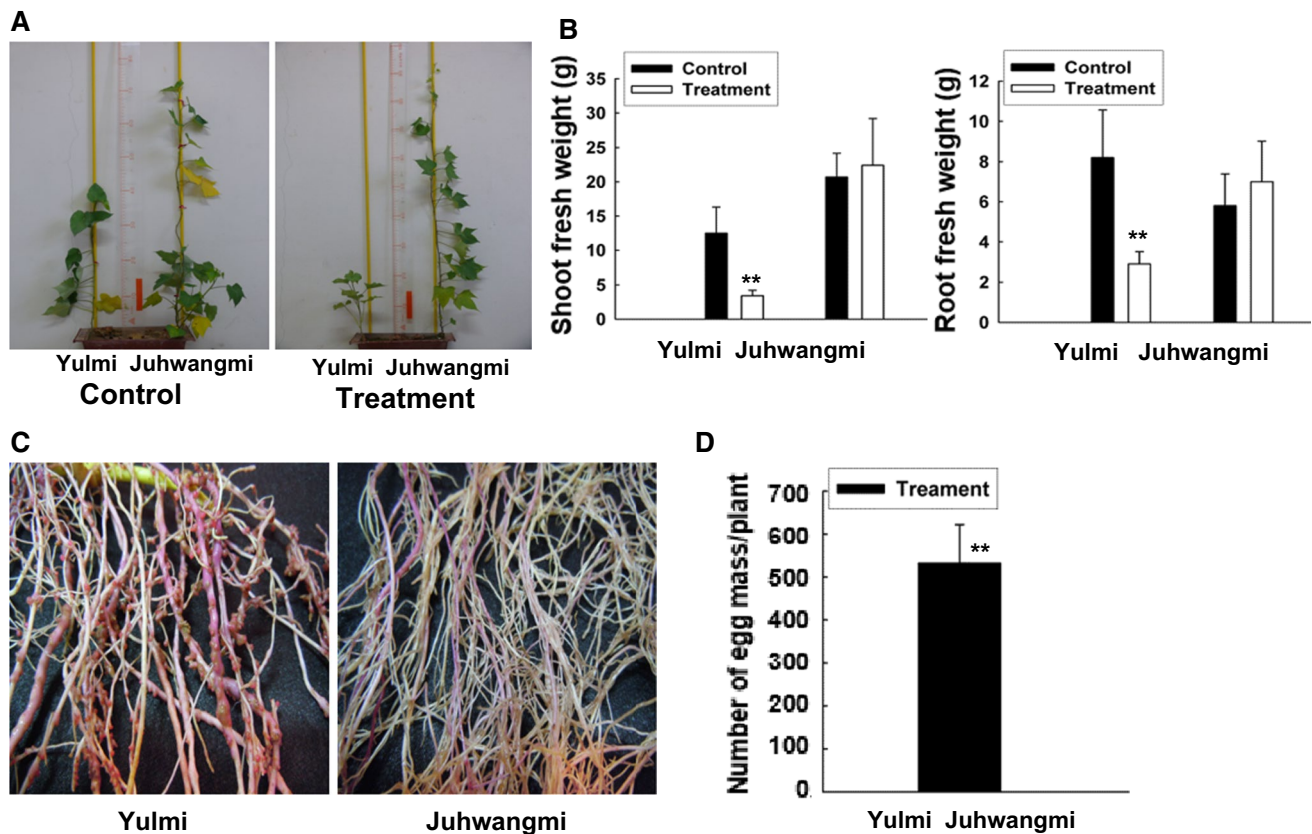 A
Yulmi Juhwangmi
Control
Yulmi Juhwangmi
Treatment
B
Shoot fresh weight (g)
35
30
25
20
15
10
5
0
Control
Treatment
Yulmi Juhwangmi
Root fresh weight (g)
12
10
8
6
4
2
0
Control
Treatment
**
**
Yulmi Juhwangmi
C
Yulmi
Juhwangmi
D
Number of egg mass/plant
700
600
500
400
300
200
100
0
Treament
**
Yulmi Juhwangmi